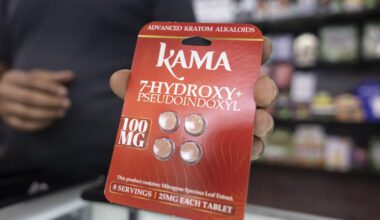 ADVANCED KRATOM ALKALOIDS
KAMA
7-HYDROXY+
PSEUDOINDOXYL
100
MG
This product contains: Mitragyna Speciosa Leaf Extract.
8 SERVINGS
25MG EACH TABLET